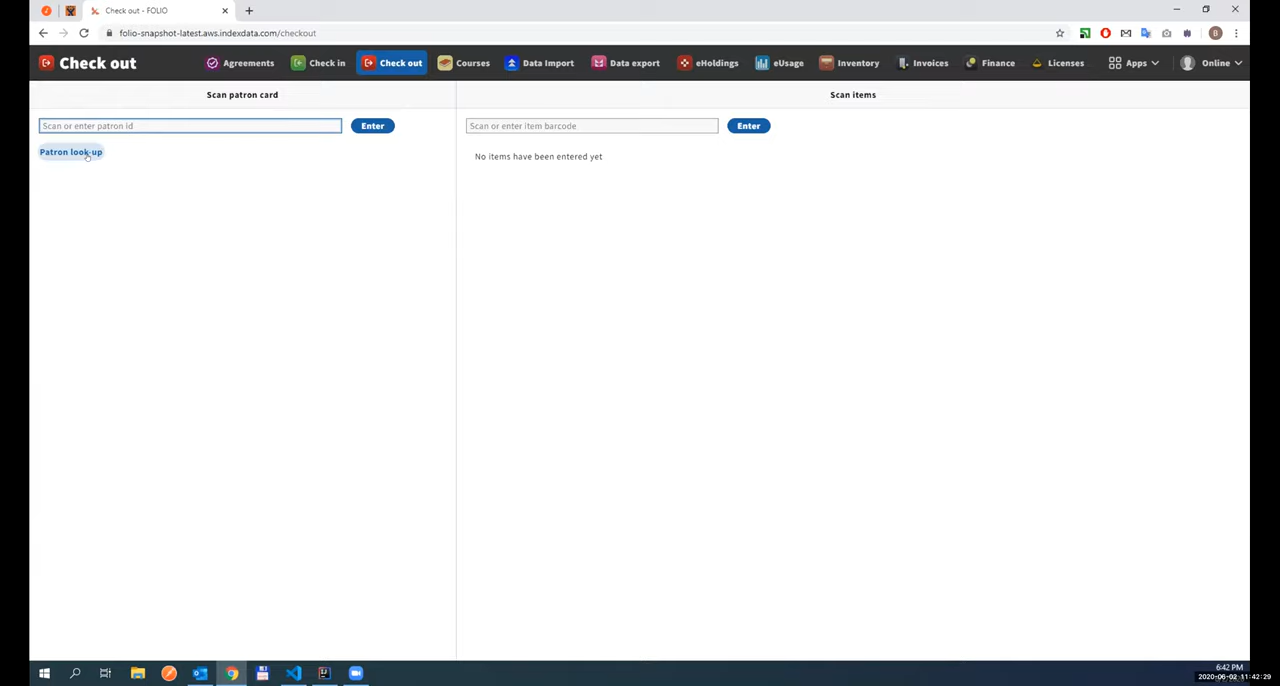 Check out - FOLIO
folio-snapshot-latest.aws.indexdata.com/checkout
B
Check out
Agreements
Check in
Check out
Courses
Data Import
Data export
eHoldings
eUsage
Inventory
Invoices
Finance
Licenses
Apps
Online
Scan patron card
Scan items
Scan or enter patron id
Enter
Scan or enter item barcode
Enter
Patron look-up
No items have been entered yet
6:42 PM
2020-06-02 11:42:29